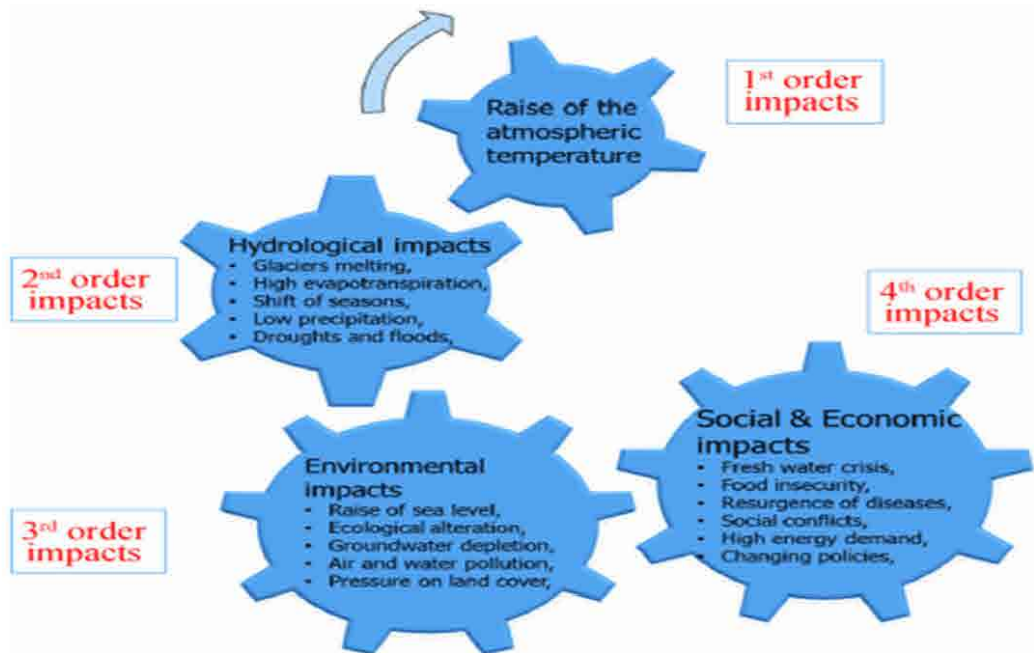 1st order
impacts
Raise of the
atmospheric
temperature
2nd order
impacts
Hydrological impacts
• Glaciers melting,
• High evapotranspiration,
• Shift of seasons,
• Low precipitation,
• Droughts and floods,
3rd order
impacts
Environmental
impacts
• Raise of sea level,
• Ecological alteration,
• Groundwater depletion,
• Air and water pollution,
• Pressure on land cover,
4th order
impacts
Social & Economic
impacts
• Fresh water crisis,
• Food insecurity,
• Resurgence of diseases,
• Social conflicts,
• High energy demand,
• Changing policies,